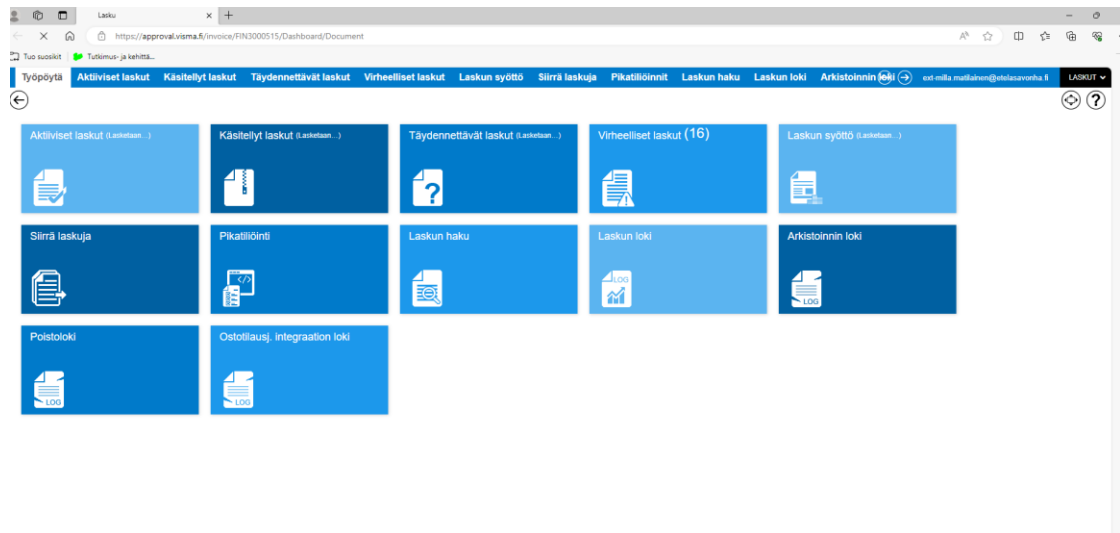 Lasku
https://approval.visma.fi/invoice/FIN3000515/Dashboard/Document
Tuo suosikit
Tutkimus- ja kehittä...
Työpöytä Aktiiviset laskut Käsitellyt laskut Täydennettävät laskut Virheelliset laskut Laskun syöttö Siirrä laskuja Pikatiliöinnit Laskun haku Laskun loki Arkistoinnin loki ext-milla.matilainen@etelasavonha.fi LASKUT
Aktiiviset laskut (Lasketaan...)
Käsitellyt laskut (Lasketaan...)
Täydennettävät laskut (Lasketaan...)
Virheelliset laskut (16)
Laskun syöttö (Lasketaan...)
Siirrä laskuja
Pikatiliöinti
Laskun haku
Laskun loki
LOG
Arkistoinnin loki
LOG
Poistoloki
LOG
Ostotilausj. integraation loki
LOG